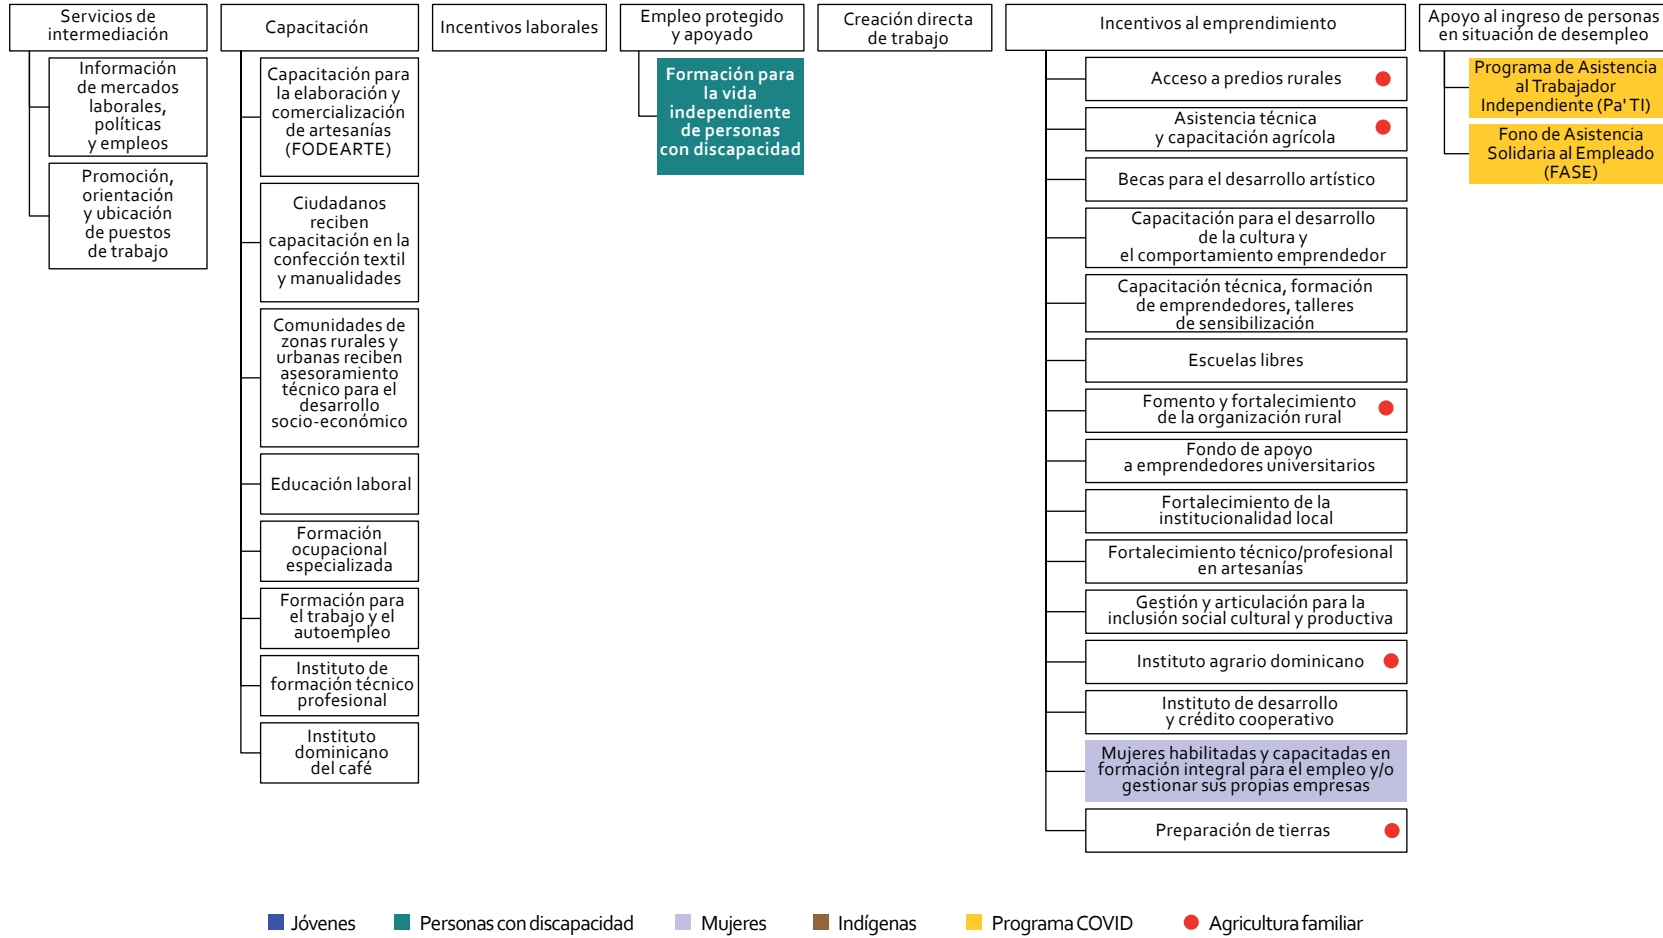 Servicios de
intermediación
Información
de mercados
laborales,
políticas
y empleos
Promoción,
orientación
y ubicación
de puestos
de trabajo
Capacitación
Capacitación para
la elaboración y
comercialización
de artesanías
(FODEARTE)
Ciudadanos
reciben
capacitación en la
confección textil
y manualidades
Comunidades de
zonas rurales y
urbanas reciben
asesoramiento
técnico para el
desarrollo
socio-económico
Educación laboral
Formación
ocupacional
especializada
Formación para
el trabajo y el
autoempleo
Instituto de
formación técnico
profesional
Instituto
dominicano
del café
Incentivos laborales
Empleo protegido
y apoyado
Formación para
la vida
independiente
de personas
con discapacidad
Creación directa
de trabajo
Incentivos al emprendimiento
Acceso a predios rurales
Asistencia técnica
y capacitación agrícola
Becas para el desarrollo artístico
Capacitación para el desarrollo
de la cultura y
el comportamiento emprendedor
Capacitación técnica, formación
de emprendedores, talleres
de sensibilización
Escuelas libres
Fomento y fortalecimiento
de la organización rural
Fondo de apoyo
a emprendedores universitarios
Fortalecimiento de la
institucionalidad local
Fortalecimiento técnico/profesional
en artesanías
Gestión y articulación para la
inclusión social cultural y productiva
Instituto agrario dominicano
Instituto de desarrollo
y crédito cooperativo
Mujeres habilitadas y capacitadas en
formación integral para el empleo y/o
gestionar sus propias empresas
Preparación de tierras
Apoyo al ingreso de personas
en situación de desempleo
Programa de Asistencia
al Trabajador
Independiente (Pa' TI)
Fono de Asistencia
Solidaria al Empleado
(FASE)
Jóvenes
Personas con discapacidad
Mujeres
Indígenas
Programa COVID
Agricultura familiar